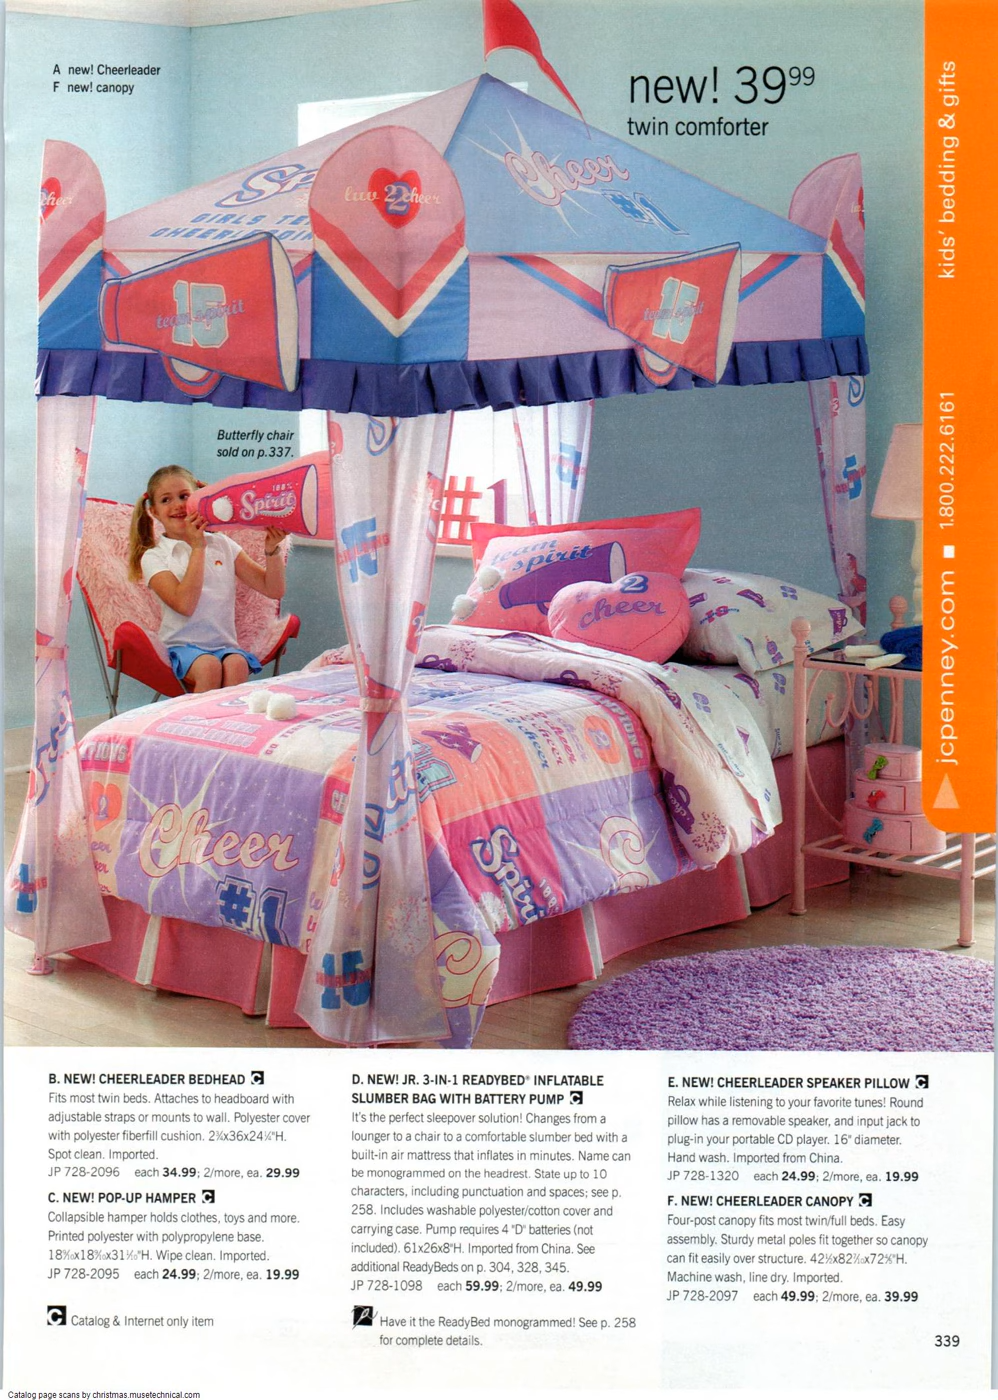 A new! Cheerleader
F new! canopy
new! 39⁹⁹
twin comforter
kids' bedding & gifts
jcpenney.com ■ 1.800.222.6161
luv 2 cheer
cheer
Cheer
#1
15
team spirit
15
team spirit
Butterfly chair
sold on p.337.
100%
Spirit
#1
team
spirit
2
cheer
Cheer
#1
Spirit
15
B. NEW! CHEERLEADER BEDHEAD C
Fits most twin beds. Attaches to headboard with
adjustable straps or mounts to wall. Polyester cover
with polyester fiberfill cushion. 2¾x36x24¼"H.
Spot clean. Imported.
JP 728-2096 each 34.99; 2/more, ea. 29.99
C. NEW! POP-UP HAMPER C
Collapsible hamper holds clothes, toys and more.
Printed polyester with polypropylene base.
Wipe clean. Imported.
JP 728-2095 each 24.99; 2/more, ea. 19.99
C Catalog & Internet only item
D. NEW! JR. 3-IN-1 READYBED® INFLATABLE
SLUMBER BAG WITH BATTERY PUMP C
It's the perfect sleepover solution! Changes from a
lounger to a chair to a comfortable slumber bed with a
built-in air mattress that inflates in minutes. Name can
be monogrammed on the headrest. State up to 10
characters, including punctuation and spaces; see p.
258. Includes washable polyester/cotton cover and
carrying case. Pump requires 4 "D" batteries (not
included). 61x26x8"H. Imported from China. See
additional ReadyBeds on p. 304, 328, 345.
JP 728-1098 each 59.99; 2/more, ea. 49.99
Have it the ReadyBed monogrammed! See p. 258
for complete details.
E. NEW! CHEERLEADER SPEAKER PILLOW C
Relax while listening to your favorite tunes! Round
pillow has a removable speaker, and input jack to
plug-in your portable CD player. 16" diameter.
Hand wash. Imported from China.
JP 728-1320 each 24.99; 2/more, ea. 19.99
F. NEW! CHEERLEADER CANOPY C
Four-post canopy fits most twin/full beds. Easy
assembly. Sturdy metal poles fit together so canopy
can fit easily over structure.
Machine wash, line dry. Imported.
JP 728-2097 each 49.99; 2/more, ea. 39.99
339
Catalog page scans by christmas.musetechnical.com